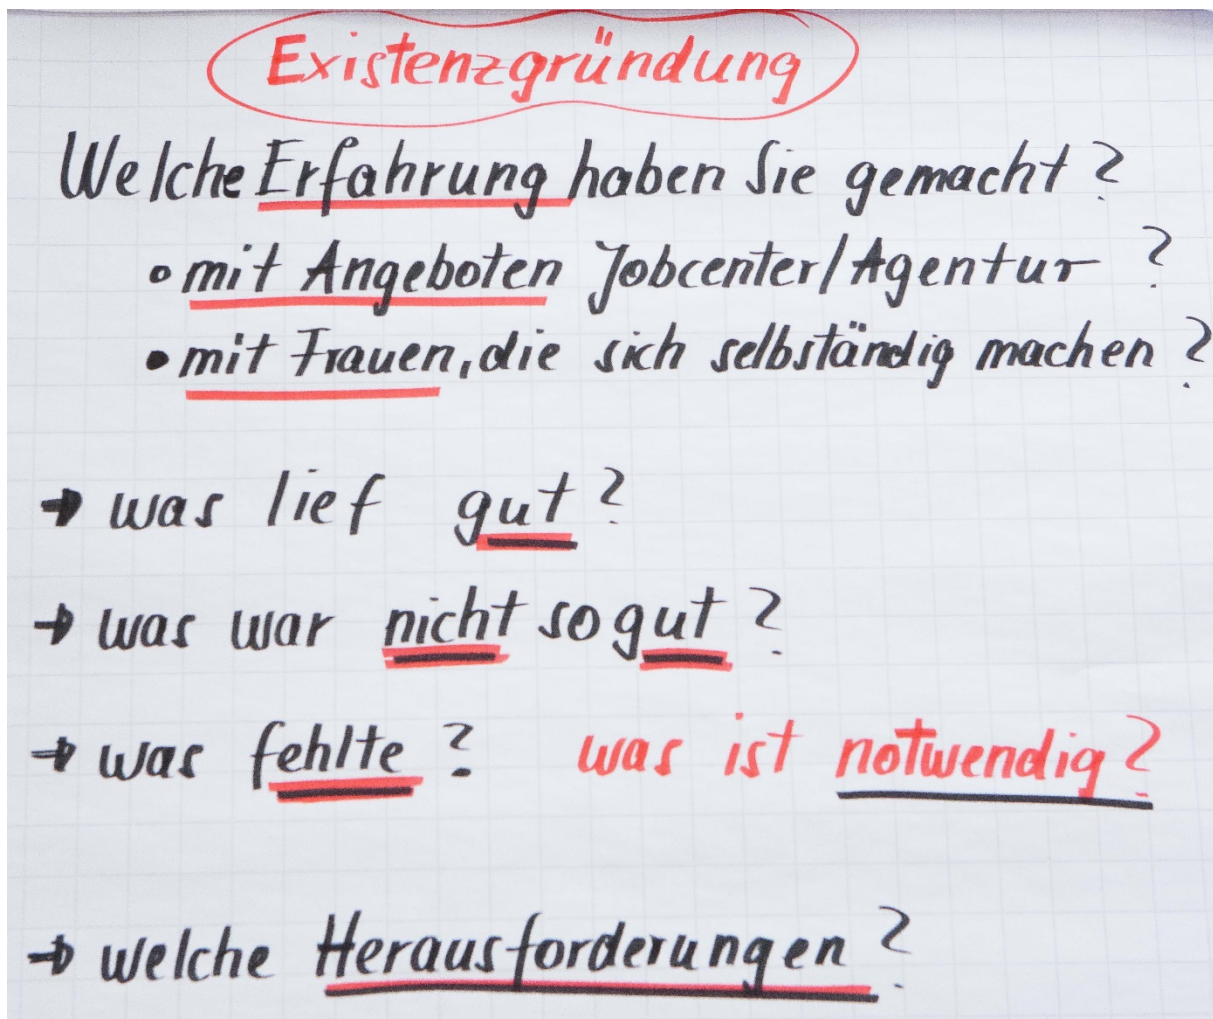 Existenzgründung
Welche Erfahrung haben Sie gemacht?
mit Angeboten Jobcenter/Agentur ?
mit Frauen, die sich selbständig machen ?
→ was lief gut ?
→ was war nicht so gut ?
→ was fehlte ? was ist notwendig ?
→ welche Herausforderungen ?